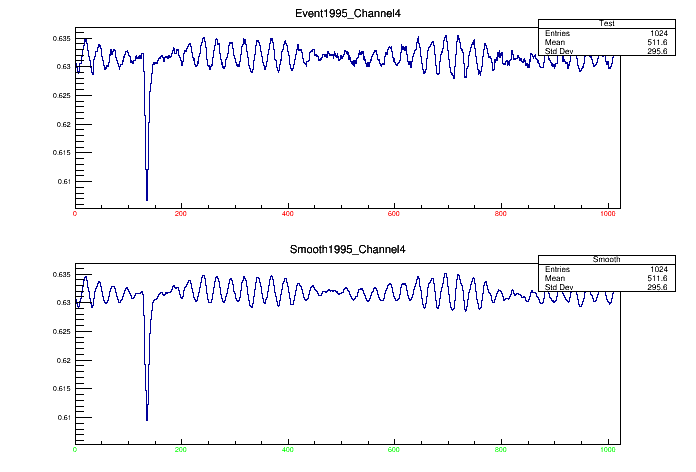 Event1995_Channel4
Test
Entries 1024
Mean 511.6
Std Dev 295.6
0.635
0.63
0.625
0.62
0.615
0.61
0 200 400 600 800 1000
Smooth1995_Channel4
Smooth
Entries 1024
Mean 511.6
Std Dev 295.6
0.635
0.63
0.625
0.62
0.615
0.61
0 200 400 600 800 1000